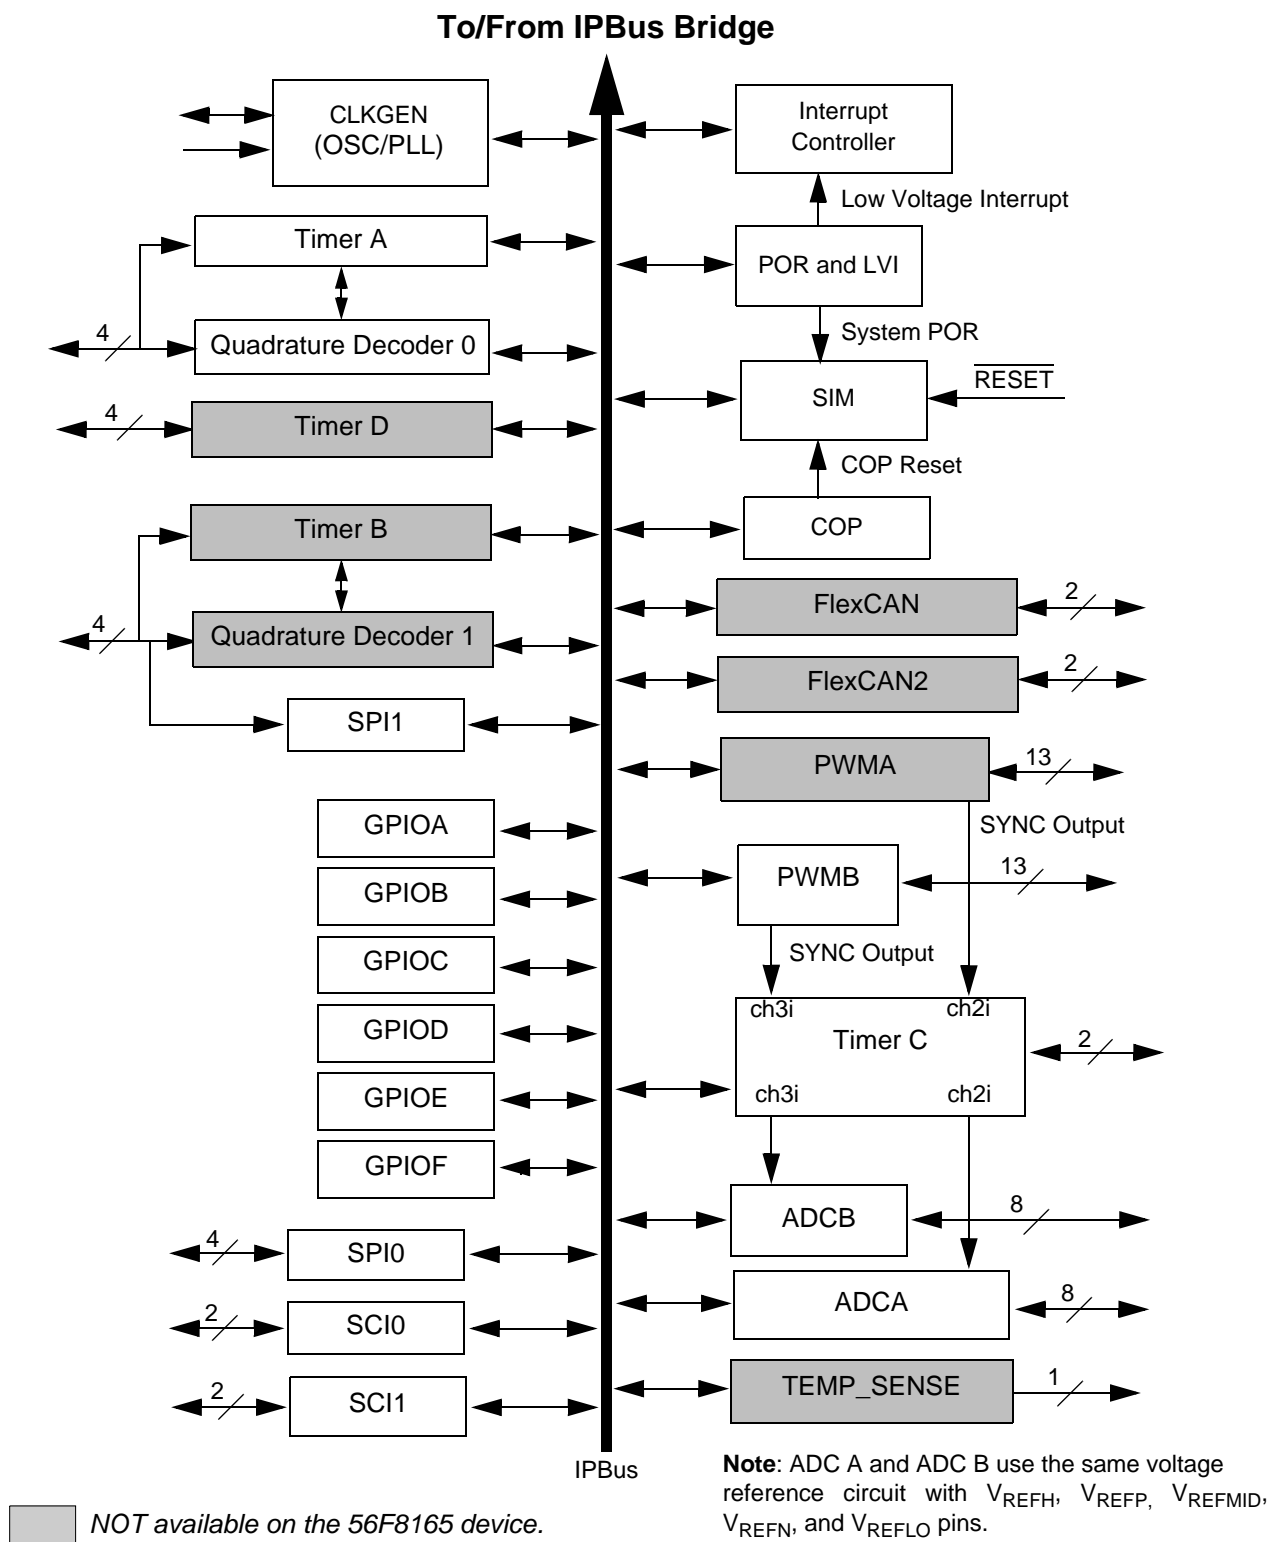 To/From IPBus Bridge
CLKGEN
(OSC/PLL)
Interrupt
Controller
Low Voltage Interrupt
Timer A
POR and LVI
4
Quadrature Decoder 0
System POR
RESET
SIM
4
Timer D
COP Reset
Timer B
COP
FlexCAN
2
4
Quadrature Decoder 1
FlexCAN2
2
SPI1
PWMA
13
SYNC Output
GPIOA
PWMB
13
GPIOB
SYNC Output
GPIOC
ch3i
ch2i
Timer C
2
GPIOD
ch3i
ch2i
GPIOE
GPIOF
ADCB
8
4
SPI0
ADCA
8
2
SCI0
TEMP_SENSE
1
2
SCI1
IPBus
Note: ADC A and ADC B use the same voltage
reference circuit with VREFH, VREFP, VREFMID,
VREFN, and VREFLO pins.
NOT available on the 56F8165 device.